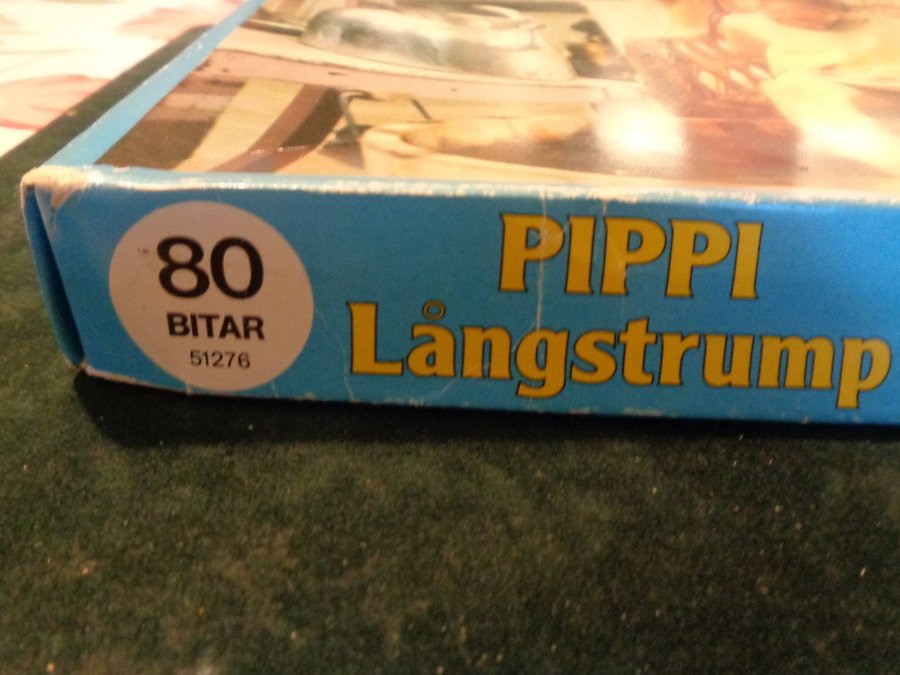 80
BITAR
51276
PIPPI
Långstrump